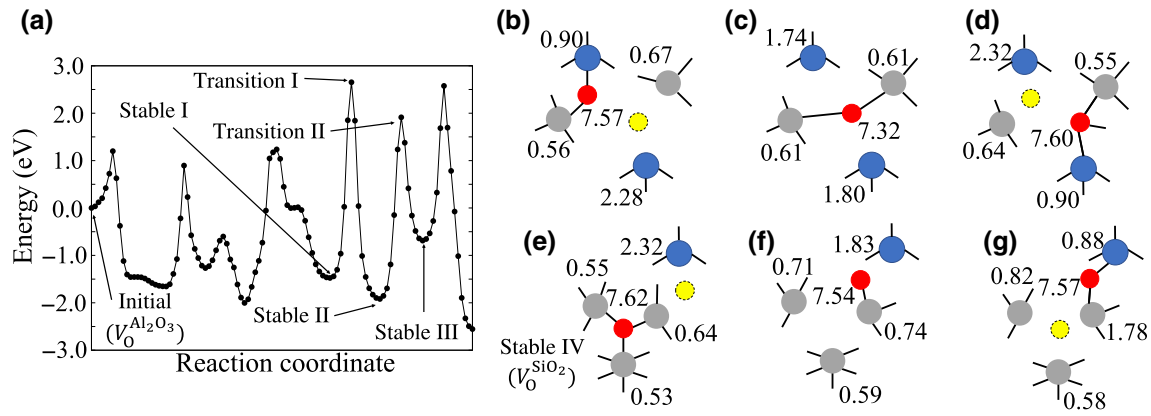 (a)
Energy (eV)
3.0
2.0
1.0
0.0
−1.0
−2.0
−3.0
Transition I
Stable I
Transition II
Initial
(V_O^{Al₂O₃})
Stable II
Stable III
Reaction coordinate
(b)
0.90
0.67
7.57
0.56
2.28
(c)
1.74
0.61
7.32
0.61
1.80
(d)
2.32
0.55
7.60
0.64
0.90
(e)
2.32
0.55
7.62
0.64
Stable IV
(V_O^{SiO₂})
0.53
(f)
1.83
0.71
7.54
0.74
0.59
(g)
0.88
0.82
7.57
1.78
0.58